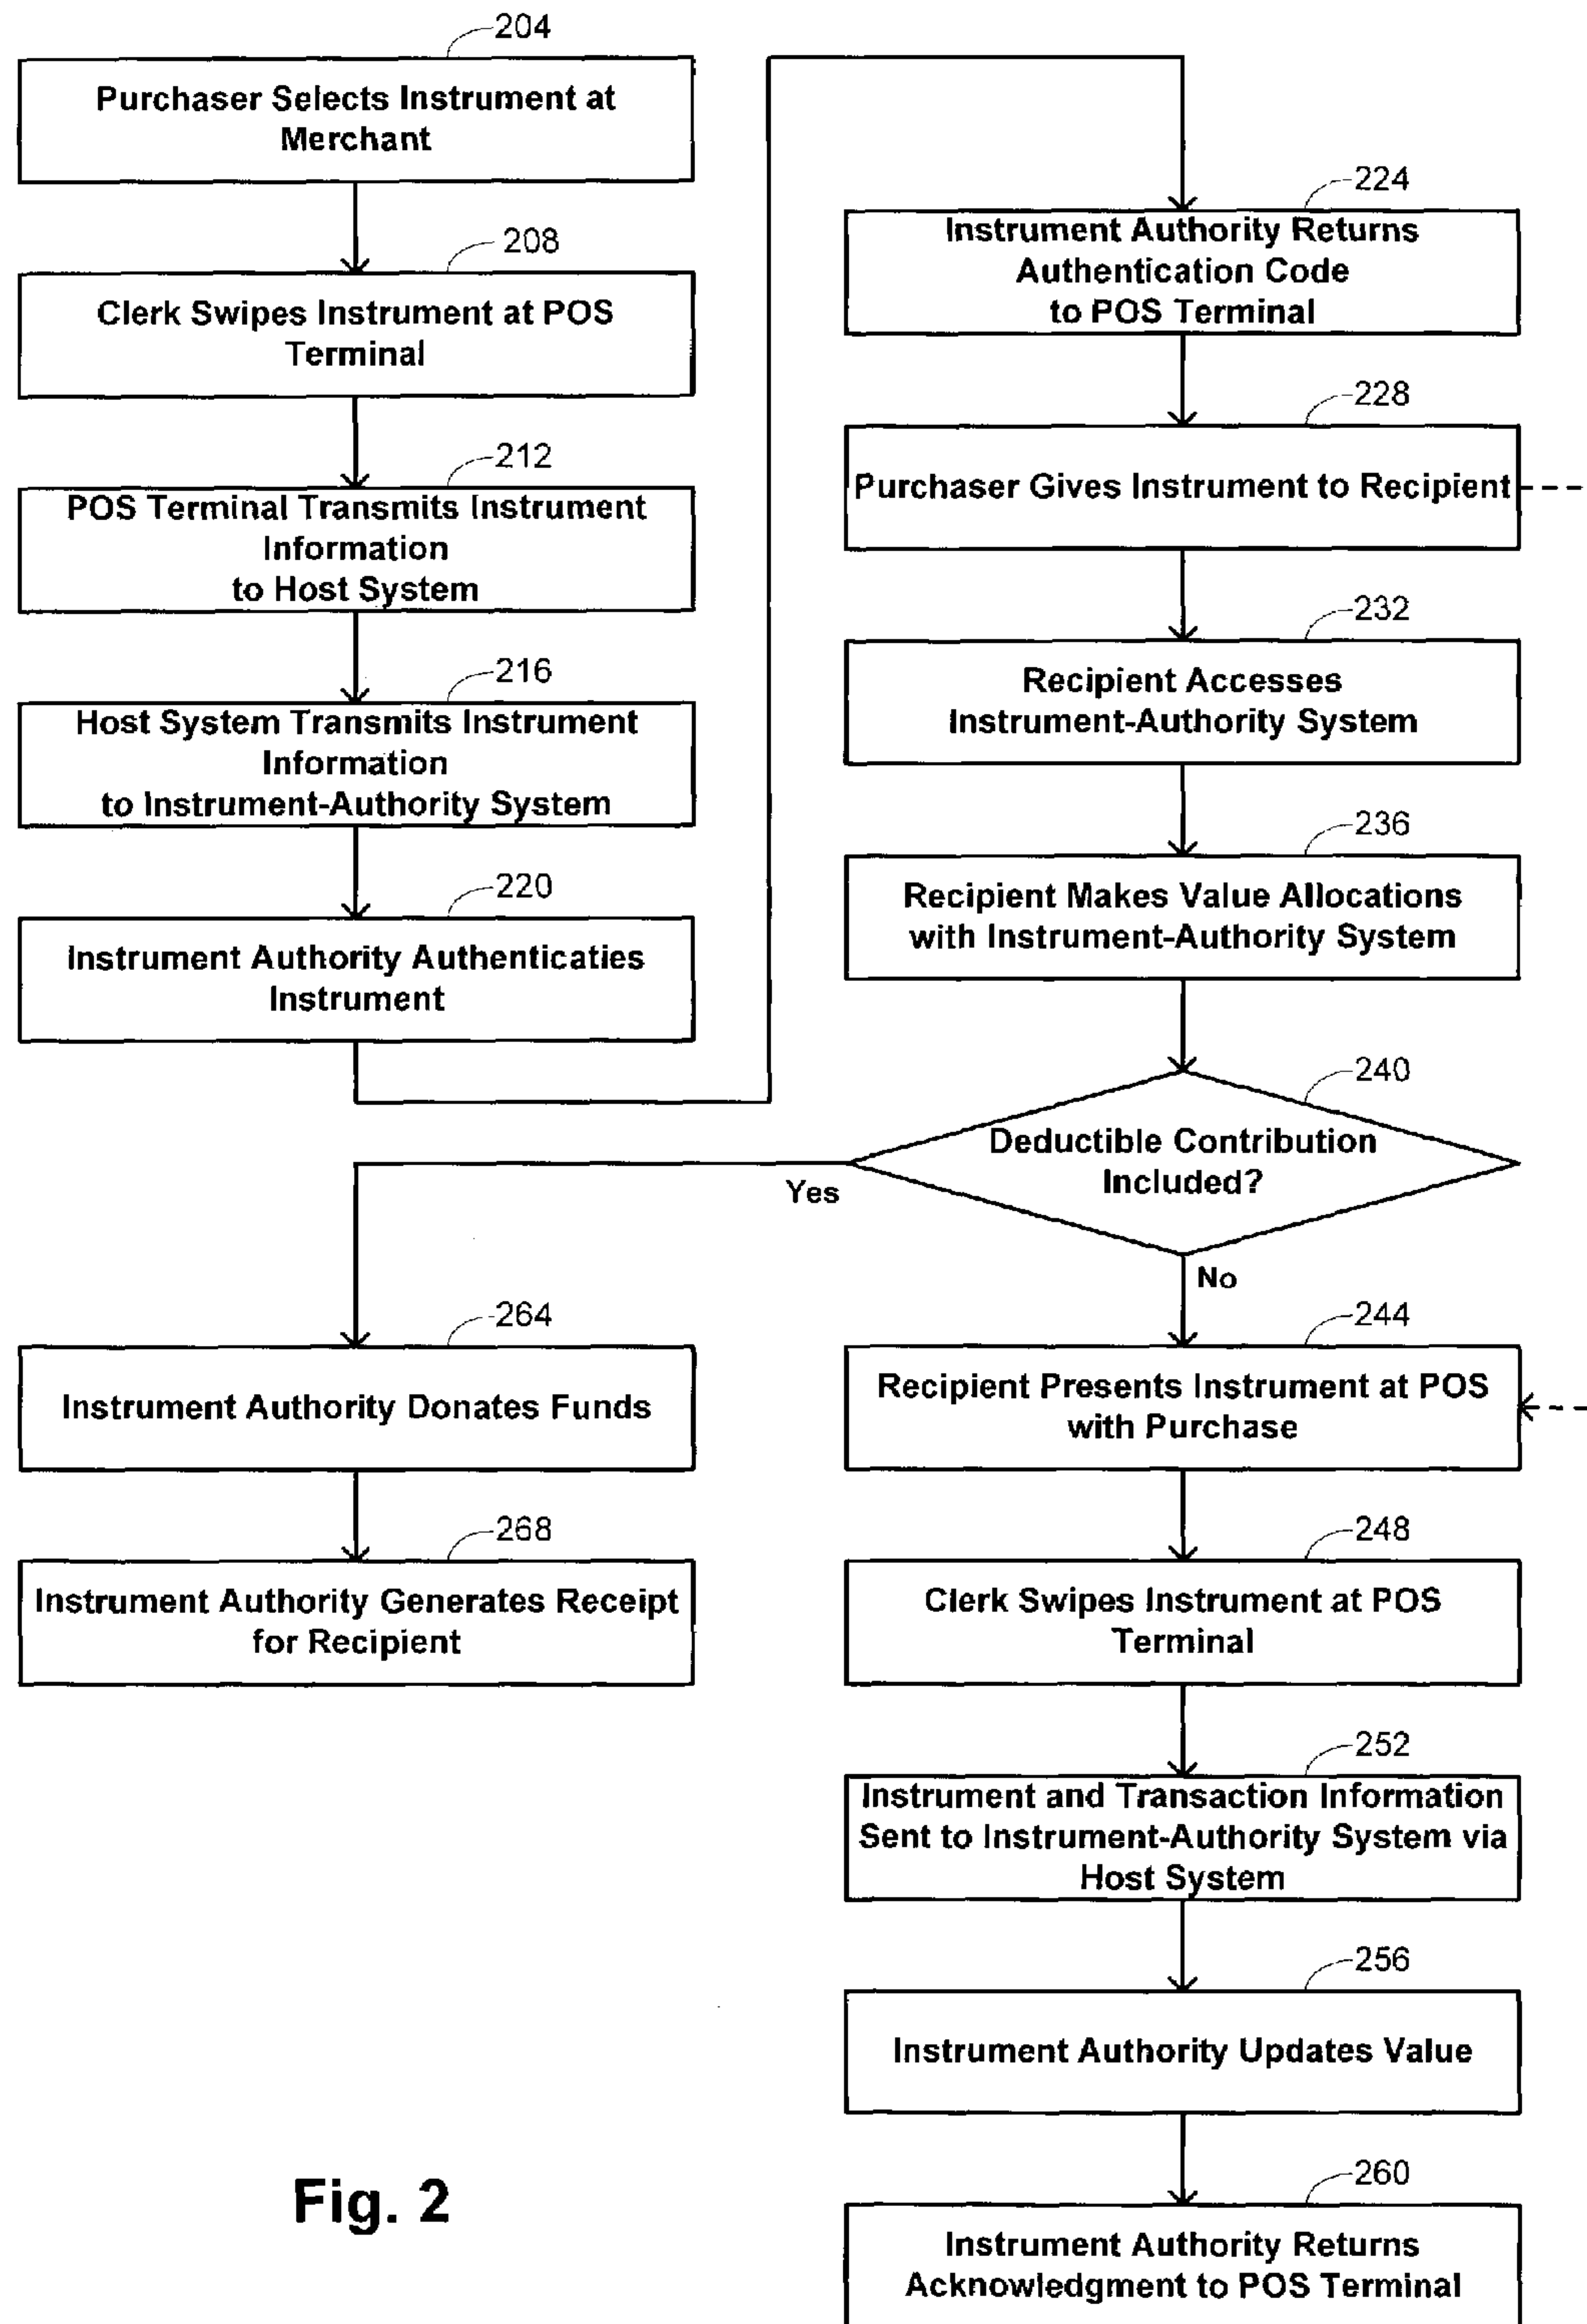 204
Purchaser Selects Instrument at
Merchant
208
Clerk Swipes Instrument at POS
Terminal
212
POS Terminal Transmits Instrument
Information
to Host System
216
Host System Transmits Instrument
Information
to Instrument-Authority System
220
Instrument Authority Authenticaties
Instrument
224
Instrument Authority Returns
Authentication Code
to POS Terminal
228
Purchaser Gives Instrument to Recipient
232
Recipient Accesses
Instrument-Authority System
236
Recipient Makes Value Allocations
with Instrument-Authority System
240
Deductible Contribution
Included?
Yes
No
264
Instrument Authority Donates Funds
268
Instrument Authority Generates Receipt
for Recipient
244
Recipient Presents Instrument at POS
with Purchase
248
Clerk Swipes Instrument at POS
Terminal
252
Instrument and Transaction Information
Sent to Instrument-Authority System via
Host System
256
Instrument Authority Updates Value
260
Instrument Authority Returns
Acknowledgment to POS Terminal
Fig. 2